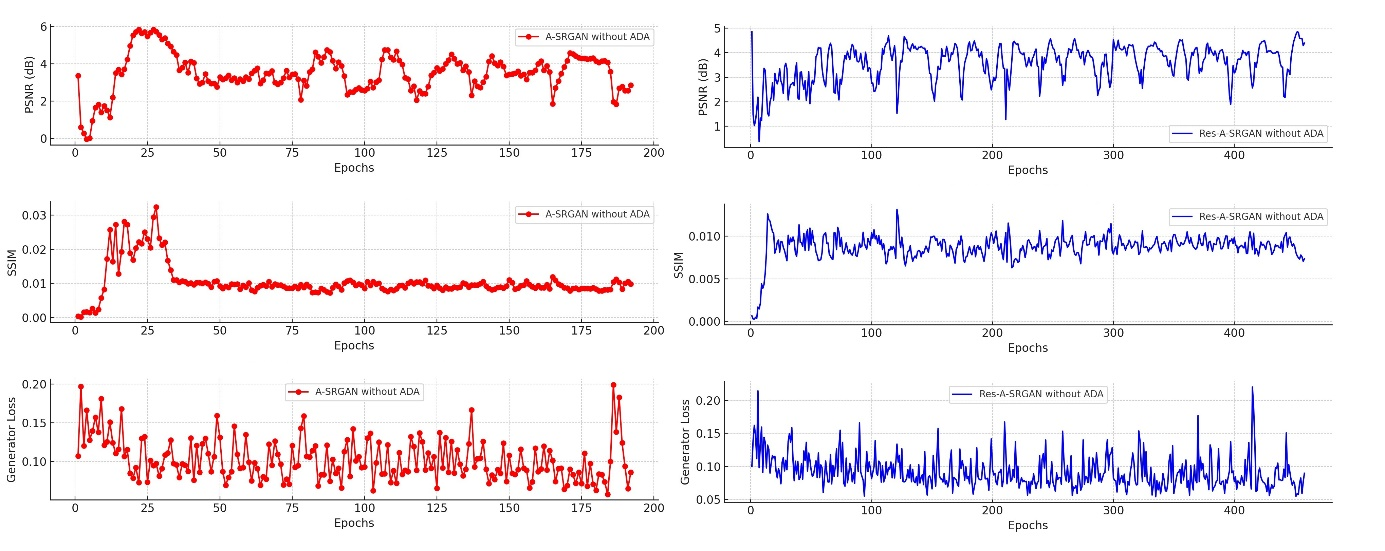 PSNR (dB)
6
4
2
0
A-SRGAN without ADA
0 25 50 75 100 125 150 175 200
Epochs
PSNR (dB)
5
4
3
2
1
Res-A-SRGAN without ADA
0 100 200 300 400
Epochs
SSIM
0.03
0.02
0.01
0.00
A-SRGAN without ADA
0 25 50 75 100 125 150 175 200
Epochs
SSIM
0.010
0.005
0.000
Res-A-SRGAN without ADA
0 100 200 300 400
Epochs
Generator Loss
0.20
0.15
0.10
A-SRGAN without ADA
0 25 50 75 100 125 150 175 200
Epochs
Generator Loss
0.20
0.15
0.10
0.05
Res-A-SRGAN without ADA
0 100 200 300 400
Epochs